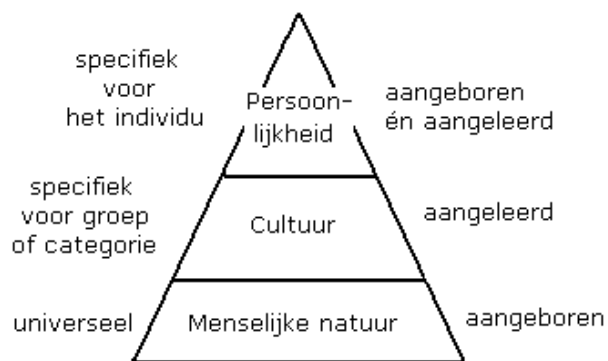 specifiek
voor
het individu
Persoon-
lijkheid
aangeboren
én aangeleerd
specifiek
voor groep
of categorie
Cultuur
aangeleerd
universeel
Menselijke natuur
aangeboren